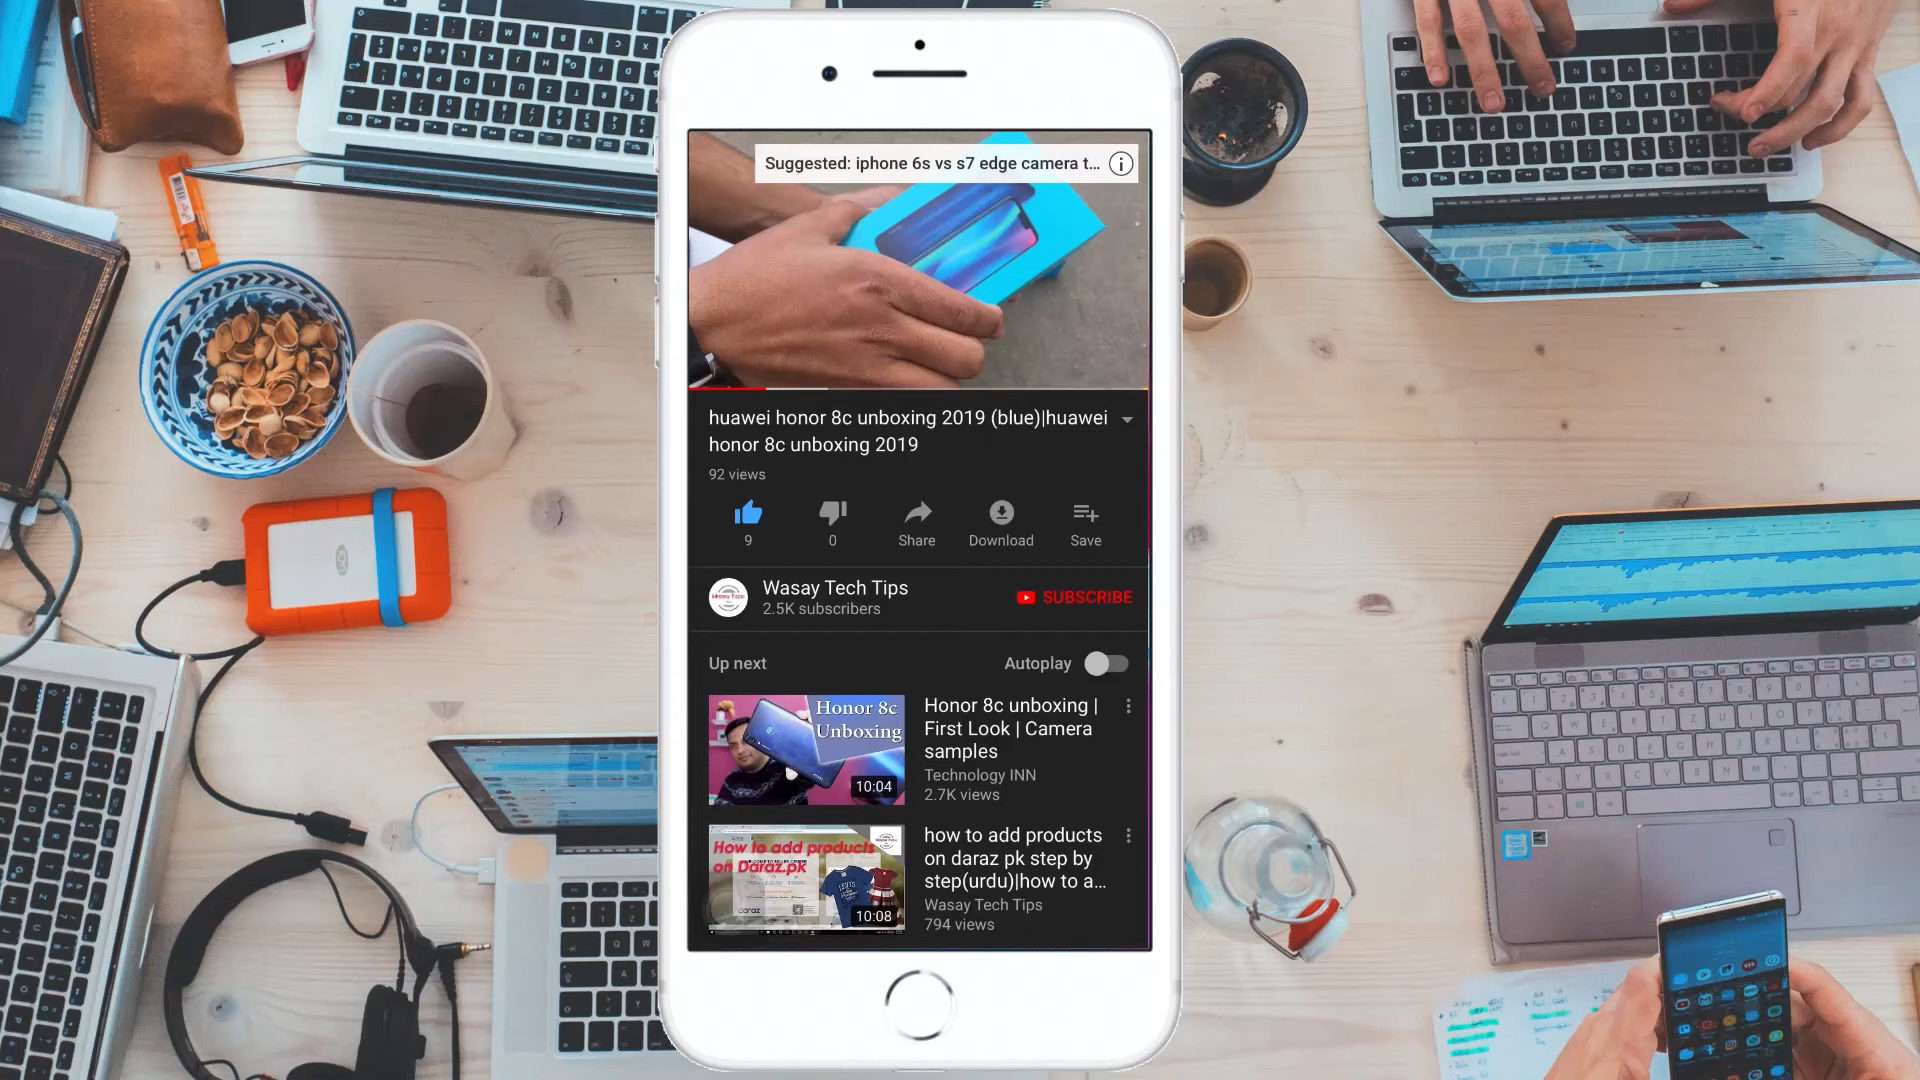 Suggested: iphone 6s vs s7 edge camera t...
huawei honor 8c unboxing 2019 (blue)|huawei
honor 8c unboxing 2019
92 views
9
0
Share
Download
Save
Wasay Tech Tips
2.5K subscribers
SUBSCRIBE
Up next
Autoplay
Honor 8c
Unboxing
10:04
Honor 8c unboxing |
First Look | Camera
samples
Technology INN
2.7K views
How to add products
on Daraz.pk
daraz
10:08
how to add products
on daraz pk step by
step(urdu)|how to a...
Wasay Tech Tips
794 views